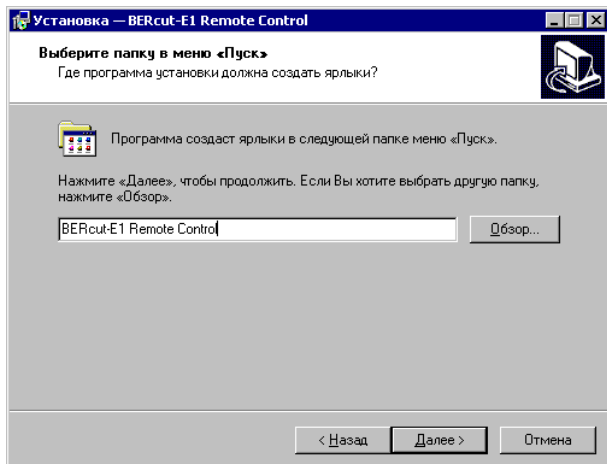 Установка — BERcut-E1 Remote Control
Выберите папку в меню «Пуск»
Где программа установки должна создать ярлыки?
Программа создаст ярлыки в следующей папке меню «Пуск».
Нажмите «Далее», чтобы продолжить. Если Вы хотите выбрать другую папку,
нажмите «Обзор».
BERcut-E1 Remote Control
Обзор...
< Назад
Далее >
Отмена